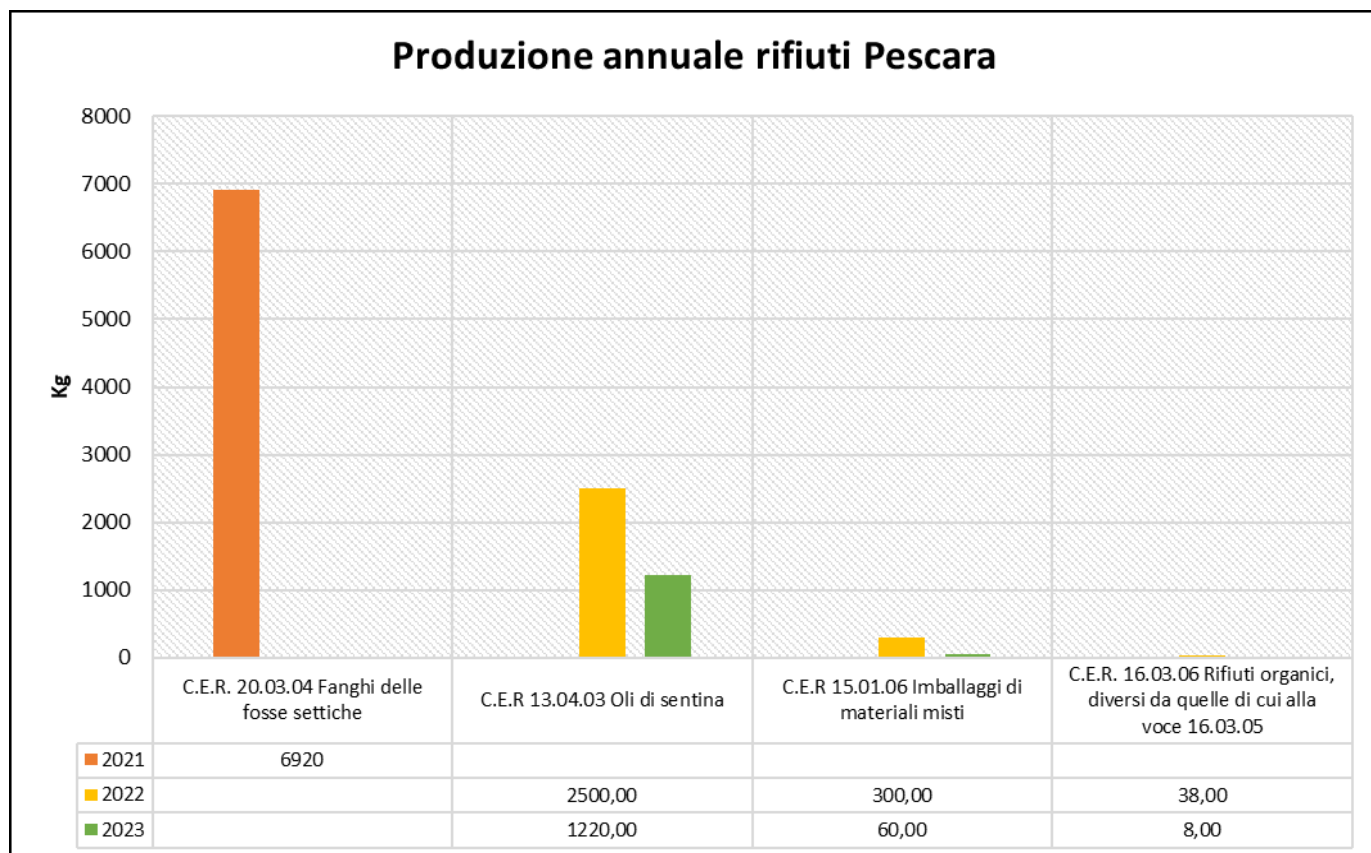 Produzione annuale rifiuti Pescara
8000
7000
6000
5000
4000
3000
2000
1000
0
Kg
C.E.R. 20.03.04 Fanghi delle
fosse settiche
C.E.R 13.04.03 Oli di sentina
C.E.R 15.01.06 Imballaggi di
materiali misti
C.E.R. 16.03.06 Rifiuti organici,
diversi da quelle di cui alla
voce 16.03.05
2021 6920
2022 2500,00 300,00 38,00
2023 1220,00 60,00 8,00